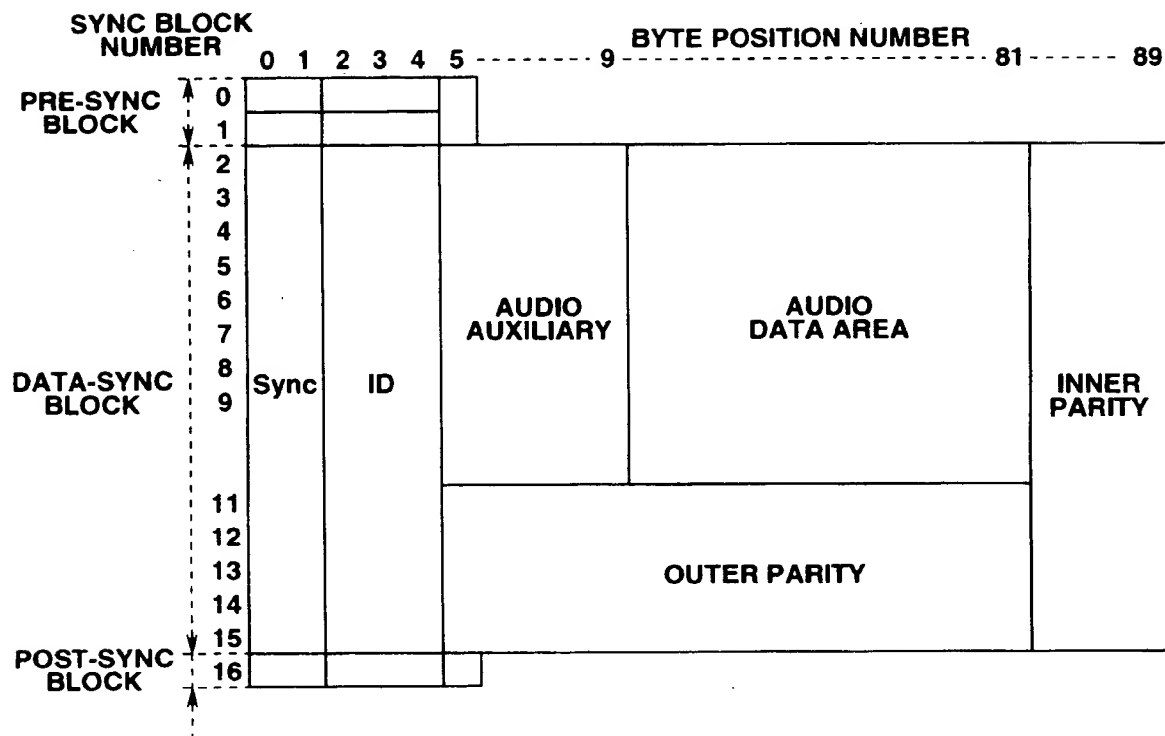 SYNC BLOCK
NUMBER
BYTE POSITION NUMBER
0 1 2 3 4 5 9 81 89
PRE-SYNC
BLOCK
0
1
2
3
4
5
6
7
8
9
11
12
13
14
15
16
DATA-SYNC
BLOCK
Sync
ID
AUDIO
AUXILIARY
AUDIO
DATA AREA
INNER
PARITY
OUTER PARITY
POST-SYNC
BLOCK